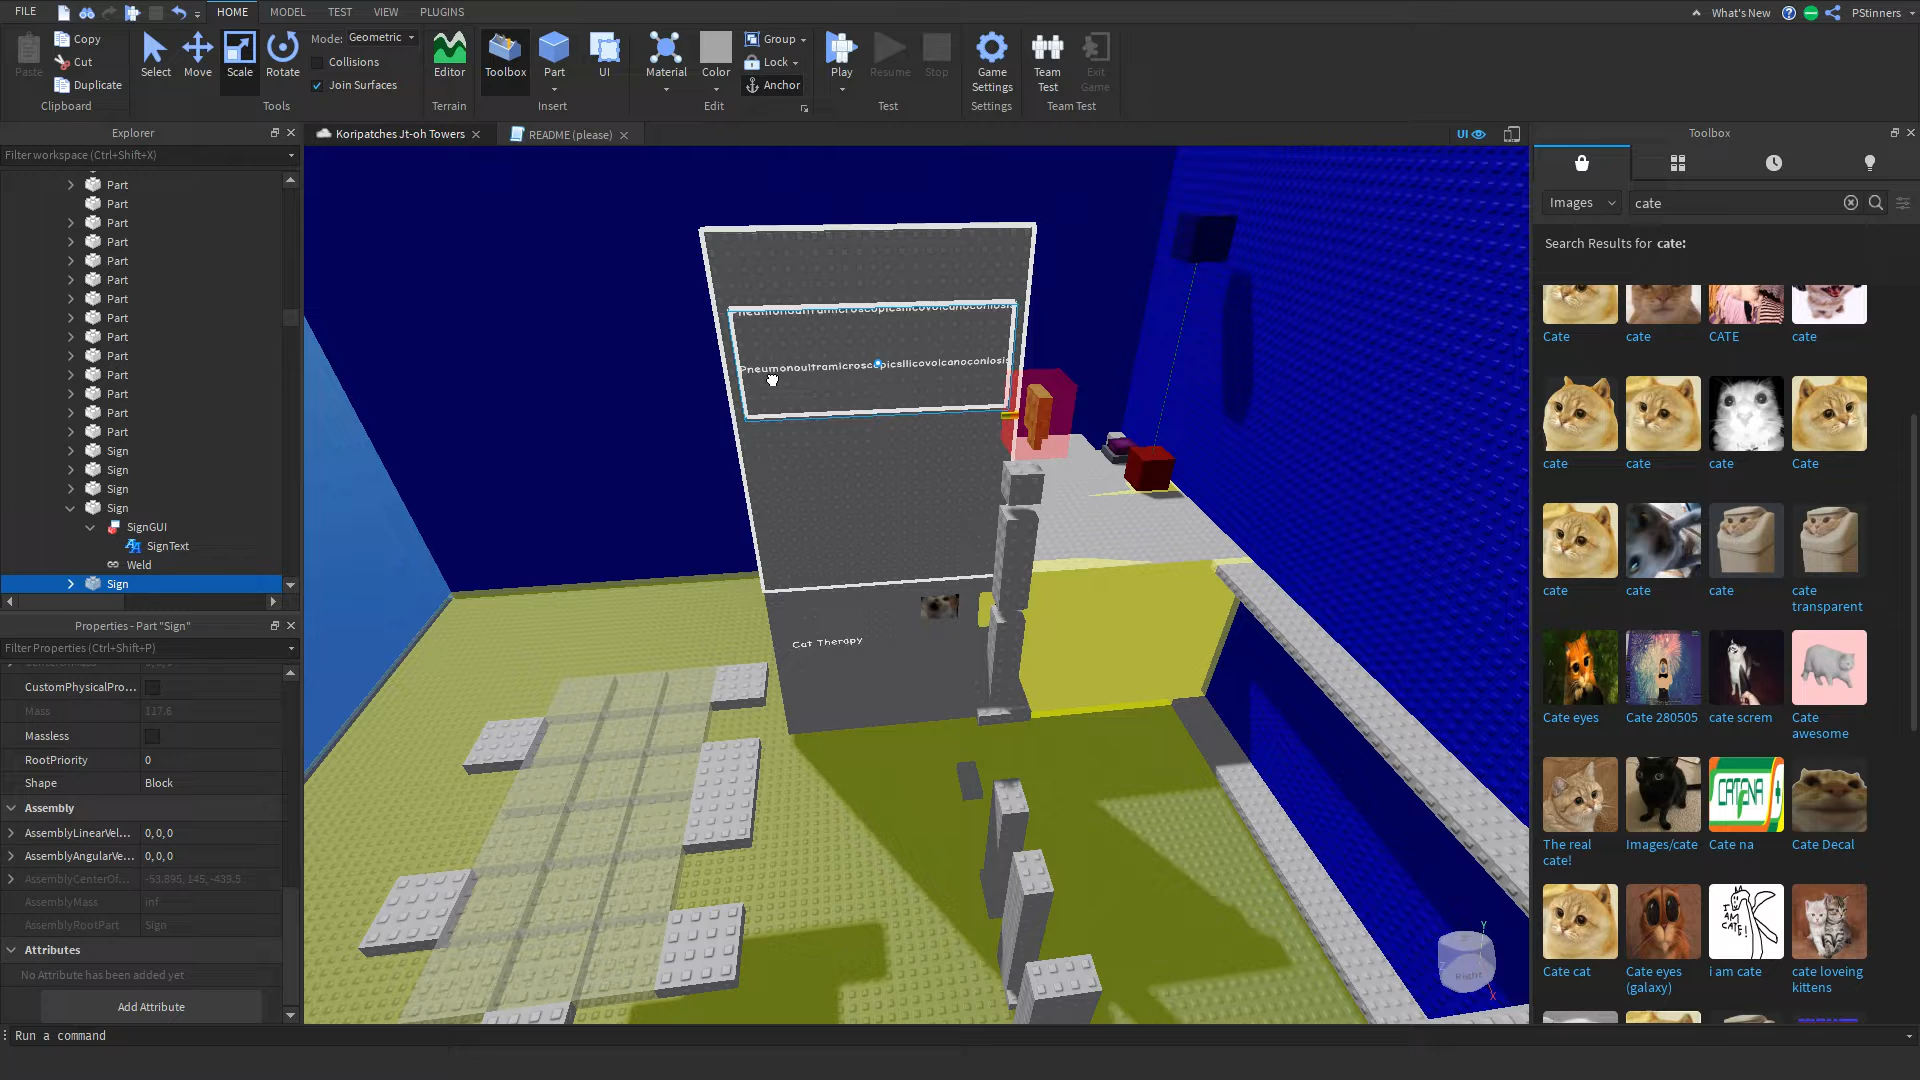 FILE
HOME
MODEL
TEST
VIEW
PLUGINS
What's New
PStinners
Paste
Copy
Cut
Duplicate
Clipboard
Select
Move
Scale
Rotate
Mode: Geometric
Collisions
Join Surfaces
Tools
Editor
Terrain
Toolbox
Part
UI
Insert
Material
Color
Group
Lock
Anchor
Edit
Play
Resume
Stop
Test
Game
Settings
Settings
Team
Test
Exit
Game
Team Test
Explorer
Filter workspace (Ctrl+Shift+X)
Part
Part
Part
Part
Part
Part
Part
Part
Part
Part
Part
Part
Part
Part
Sign
Sign
Sign
Sign
SignGUI
SignText
Weld
Sign
Properties - Part "Sign"
Filter Properties (Ctrl+Shift+P)
CustomPhysicalPro...
Mass 117.6
Massless
RootPriority 0
Shape Block
Assembly
AssemblyLinearVel... 0, 0, 0
AssemblyAngularVe... 0, 0, 0
AssemblyCenterOf... -53.895, 145, -439.5
AssemblyMass inf
AssemblyRootPart Sign
Attributes
No Attribute has been added yet
Add Attribute
Run a command
Koripatches Jt-oh Towers
README (please)
UI
Pneumonoultramicroscopicsilicovolcanoconiosis
Cat Therapy
Right
Y
X
Toolbox
Images
cate
Search Results for cate:
Cate
cate
CATE
cate
cate
cate
cate
Cate
cate
cate
cate
cate
transparent
Cate eyes
Cate 280505
cate screm
Cate
awesome
CATENA
The real
cate!
Images/cate
Cate na
Cate Decal
I AM
CATE!
Cate cat
Cate eyes
(galaxy)
i am cate
cate loveing
kittens